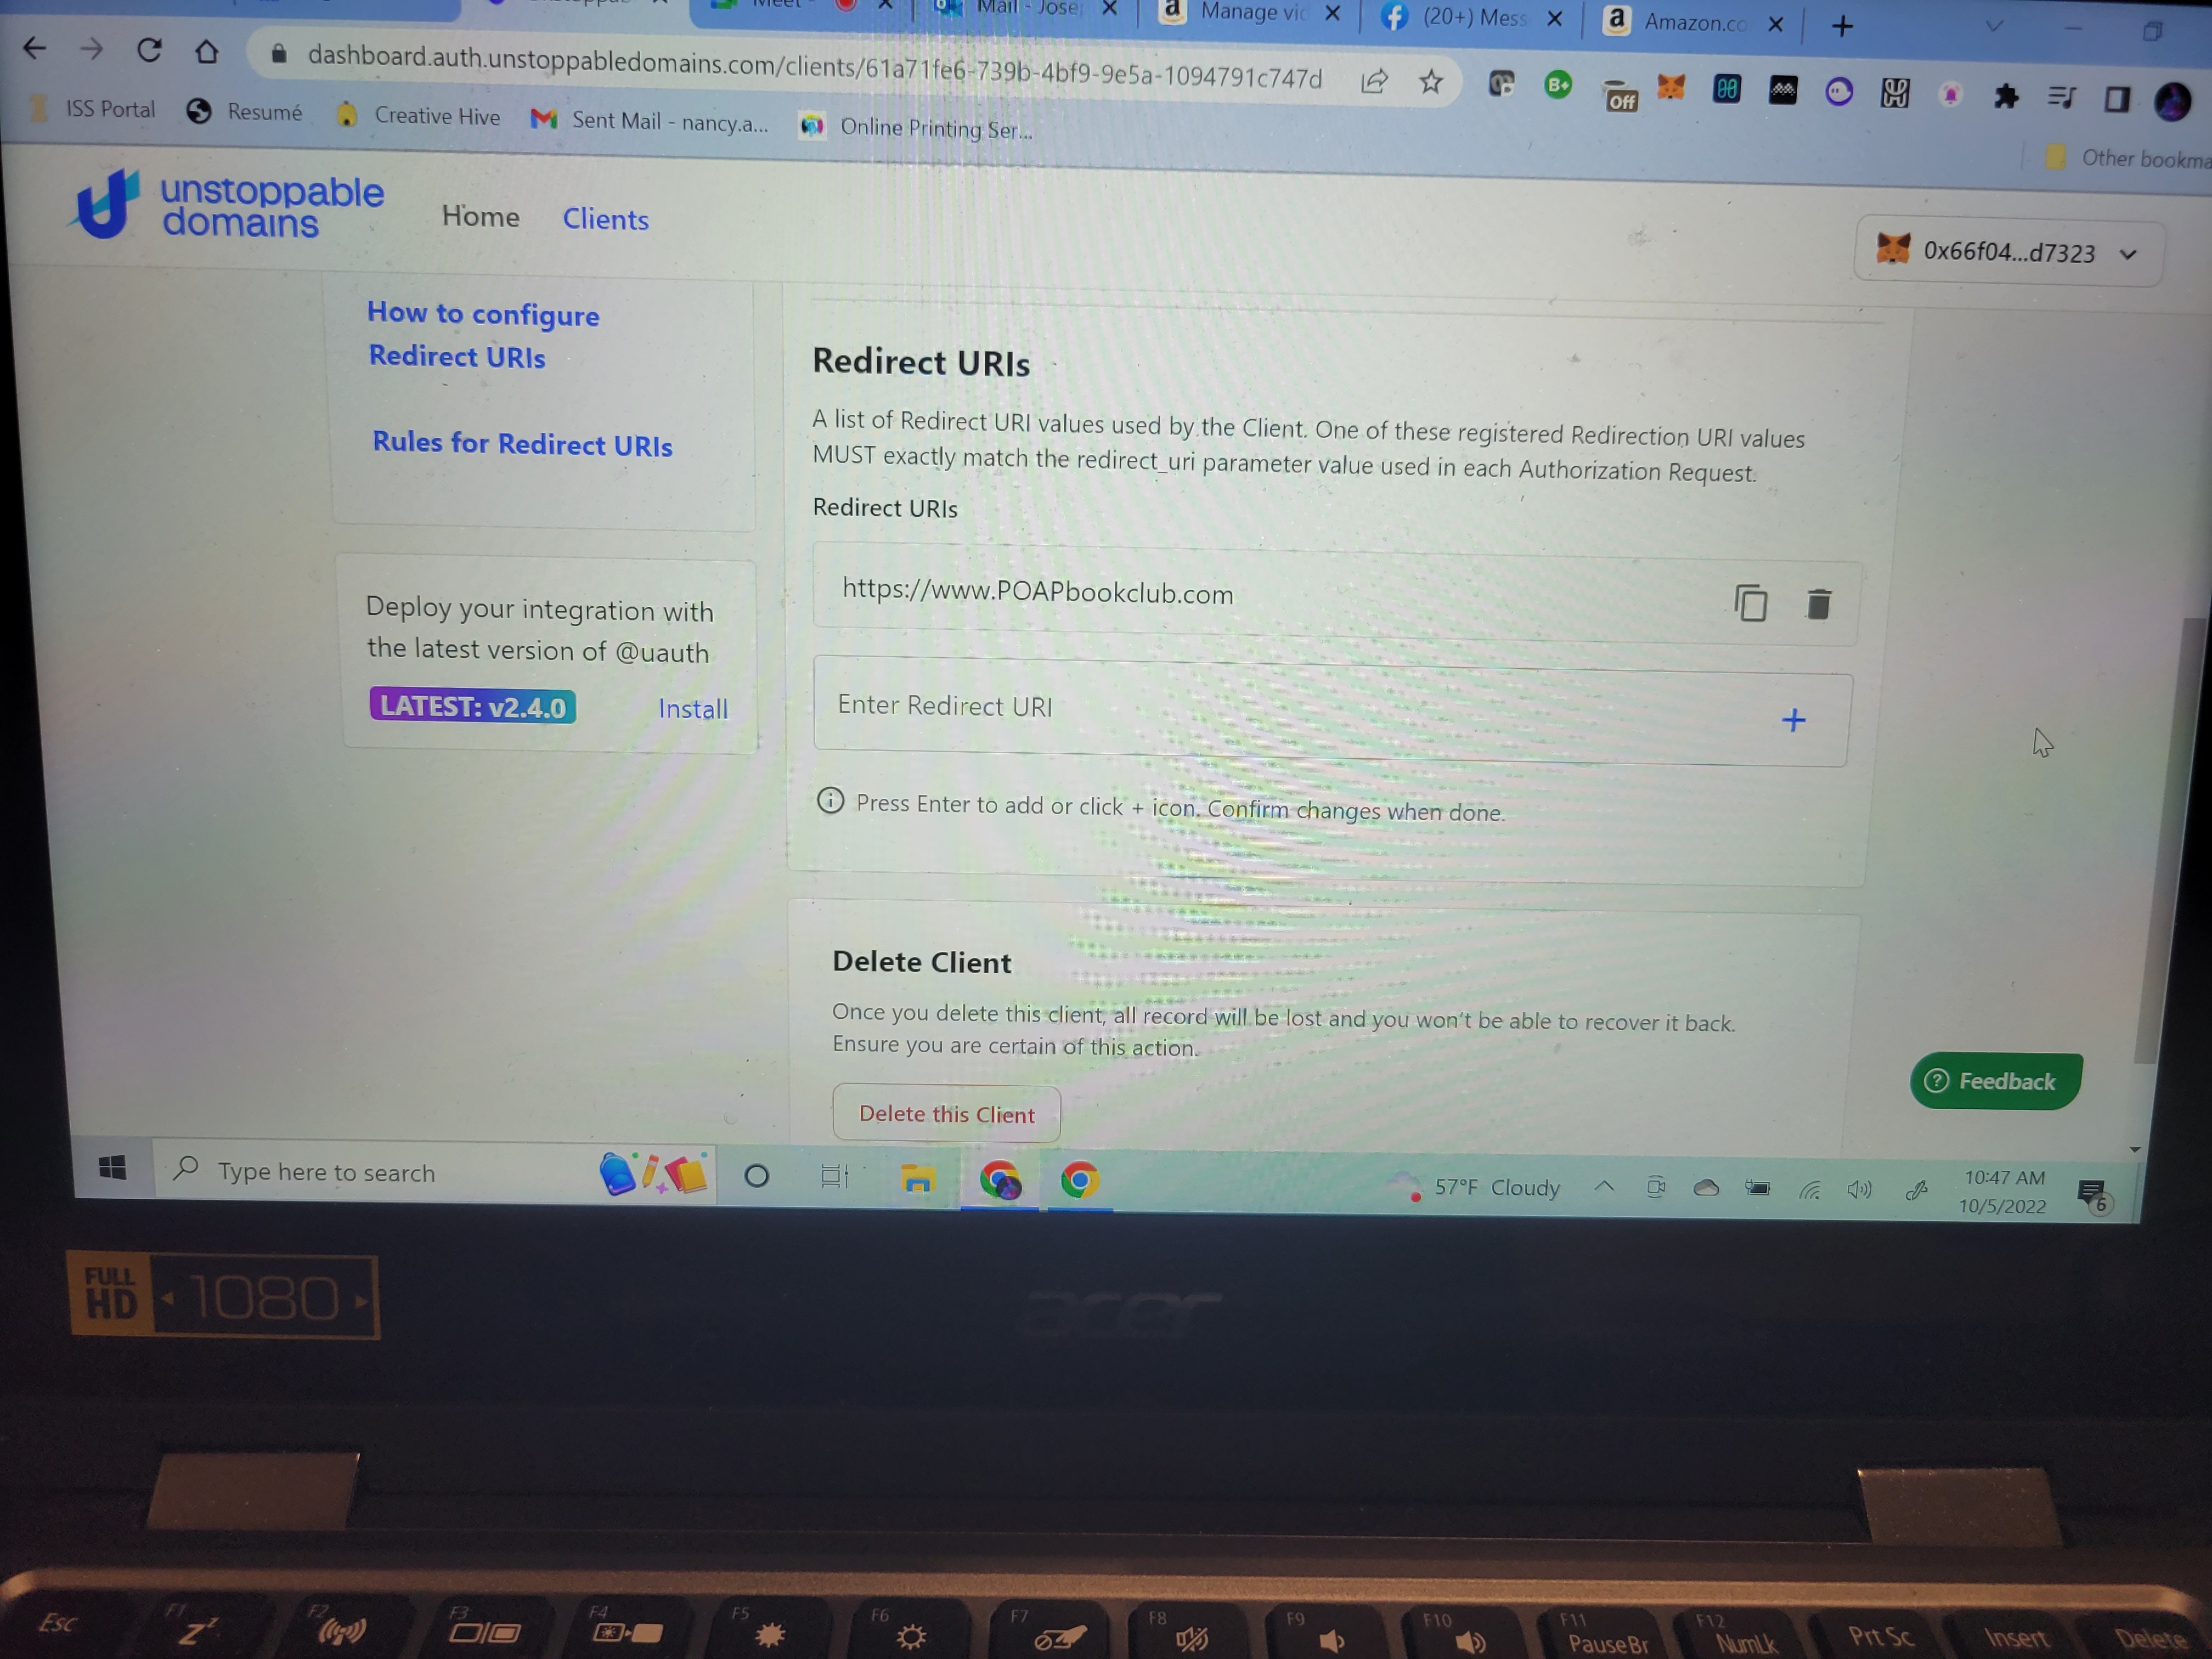 Mail - Jose
Manage vic
(20+) Mess
Amazon.co
dashboard.auth.unstoppabledomains.com/clients/61a71fe6-739b-4bf9-9e5a-1094791c747d
B+
Off
ISS Portal
Resumé
Creative Hive
Sent Mail - nancy.a...
Online Printing Ser...
Other bookma
unstoppable
domains
Home
Clients
0x66f04...d7323
How to configure
Redirect URIs
Rules for Redirect URIs
Deploy your integration with
the latest version of @uauth
LATEST: v2.4.0
Install
Redirect URIs
A list of Redirect URI values used by the Client. One of these registered Redirection URI values
MUST exactly match the redirect_uri parameter value used in each Authorization Request.
Redirect URIs
https://www.POAPbookclub.com
Enter Redirect URI
Press Enter to add or click + icon. Confirm changes when done.
Delete Client
Once you delete this client, all record will be lost and you won't be able to recover it back.
Ensure you are certain of this action.
Delete this Client
Feedback
Type here to search
57°F Cloudy
10:47 AM
10/5/2022
6
FULL
HD
1080
acer
Esc
F1
F2
F3
F4
F5
F6
F7
F8
F9
F10
F11
PauseBr
F12
NumLk
Prt Sc
Insert
Delete